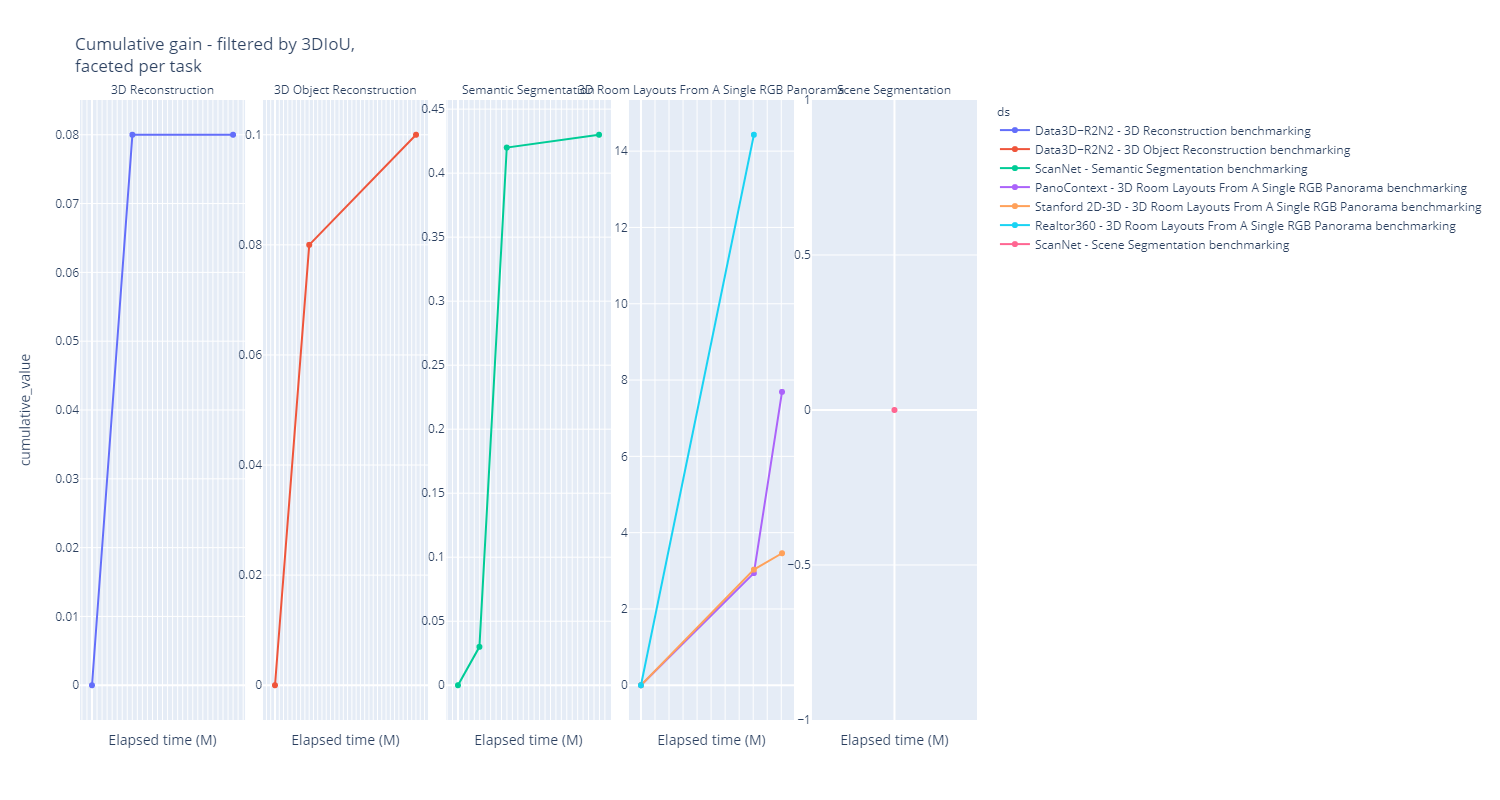 Cumulative gain - filtered by 3DIoU,
faceted per task
3D Reconstruction
3D Object Reconstruction
Semantic Segmentation
3D Room Layouts From A Single RGB Panorama
Scene Segmentation
cumulative_value
0.08
0.07
0.06
0.05
0.04
0.03
0.02
0.01
0
0.1
0.08
0.06
0.04
0.02
0
0.45
0.4
0.35
0.3
0.25
0.2
0.15
0.1
0.05
0
14
12
10
8
6
4
2
0
1
0.5
0
−0.5
−1
Elapsed time (M)
Elapsed time (M)
Elapsed time (M)
Elapsed time (M)
Elapsed time (M)
ds
Data3D−R2N2 - 3D Reconstruction benchmarking
Data3D−R2N2 - 3D Object Reconstruction benchmarking
ScanNet - Semantic Segmentation benchmarking
PanoContext - 3D Room Layouts From A Single RGB Panorama benchmarking
Stanford 2D-3D - 3D Room Layouts From A Single RGB Panorama benchmarking
Realtor360 - 3D Room Layouts From A Single RGB Panorama benchmarking
ScanNet - Scene Segmentation benchmarking